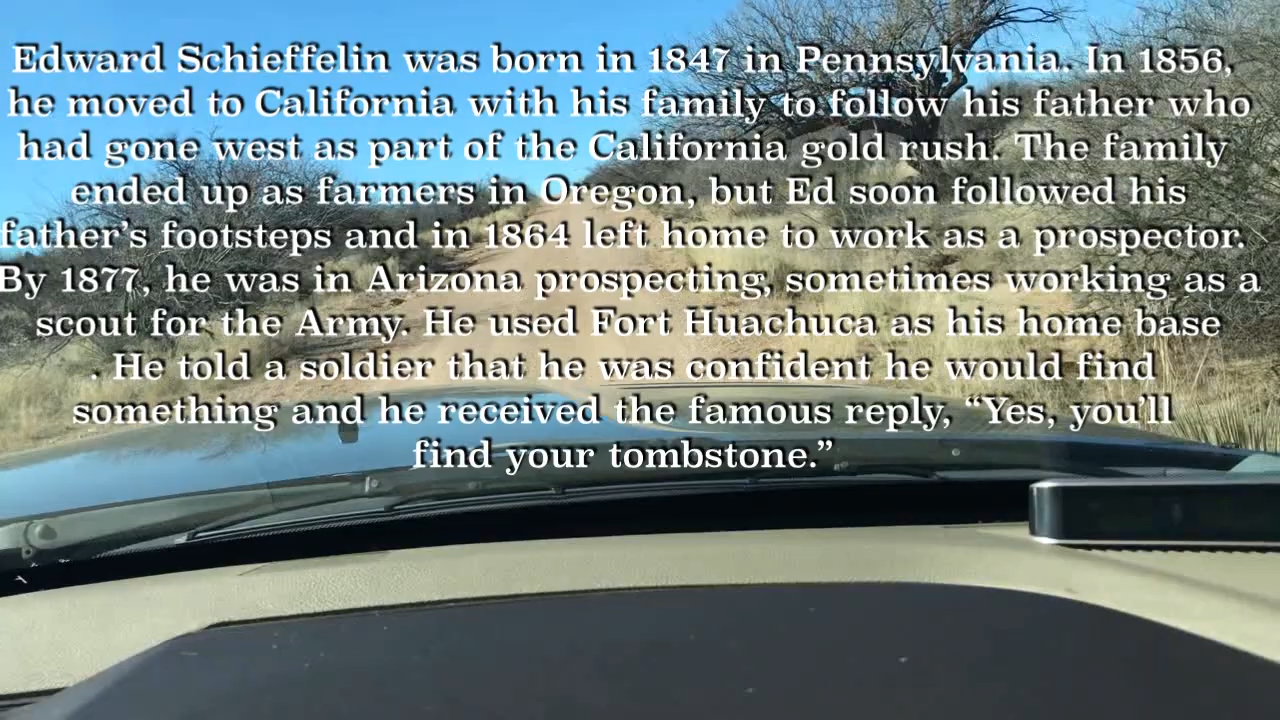 Edward Schieffelin was born in 1847 in Pennsylvania. In 1856,
he moved to California with his family to follow his father who
had gone west as part of the California gold rush. The family
ended up as farmers in Oregon, but Ed soon followed his
father’s footsteps and in 1864 left home to work as a prospector.
By 1877, he was in Arizona prospecting, sometimes working as a
scout for the Army. He used Fort Huachuca as his home base
. He told a soldier that he was confident he would find
something and he received the famous reply, “Yes, you’ll
find your tombstone.”